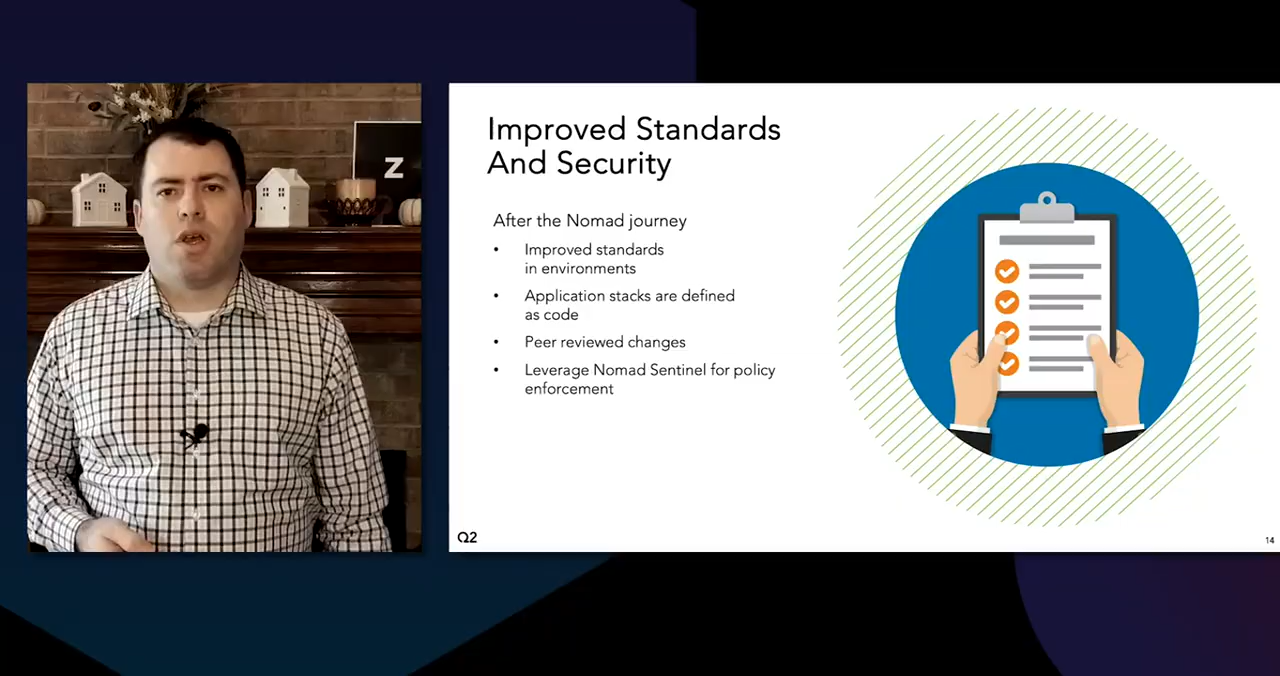 Z
Improved Standards
And Security
After the Nomad journey
• Improved standards
in environments
• Application stacks are defined
as code
• Peer reviewed changes
• Leverage Nomad Sentinel for policy
enforcement
Q2
14